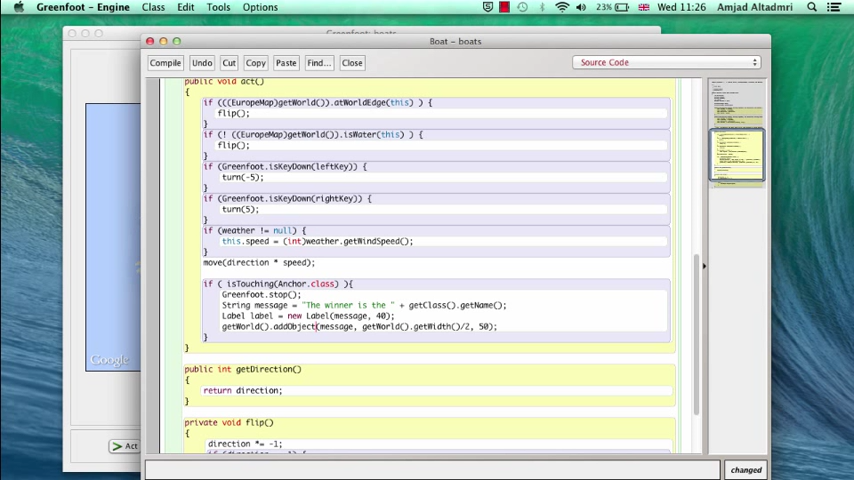 Greenfoot - Engine Class Edit Tools Options 23% Wed 11:26 Amjad Altadmri
Greenfoot: boats
Boat - boats
Compile Undo Cut Copy Paste Find... Close Source Code
public void act()
{
if (((EuropeMap)getWorld()).atWorldEdge(this) ) {
flip();
}
if (! ((EuropeMap)getWorld()).isWater(this) ) {
flip();
}
if (Greenfoot.isKeyDown(leftKey)) {
turn(-5);
}
if (Greenfoot.isKeyDown(rightKey)) {
turn(5);
}
if (weather != null) {
this.speed = (int)weather.getWindSpeed();
}
move(direction * speed);
if ( isTouching(Anchor.class) ){
Greenfoot.stop();
String message = "The winner is the " + getClass().getName();
Label label = new Label(message, 40);
getWorld().addObject(message, getWorld().getWidth()/2, 50);
}
}
public int getDirection()
{
return direction;
}
private void flip()
{
direction *= -1;
Google
Act
changed